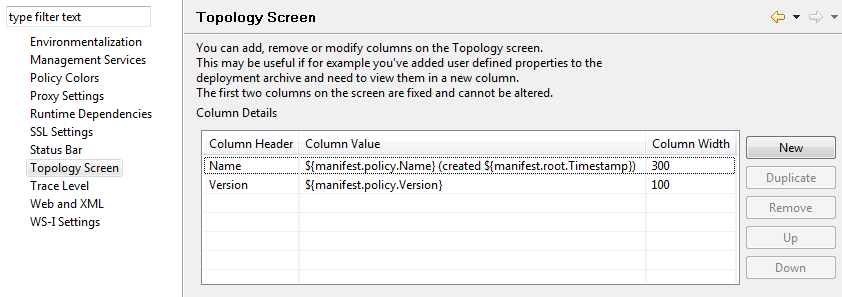 type filter text
Environmentalization
Management Services
Policy Colors
Proxy Settings
Runtime Dependencies
SSL Settings
Status Bar
Topology Screen
Trace Level
Web and XML
WS-I Settings
Topology Screen
You can add, remove or modify columns on the Topology screen.
This may be useful if for example you've added user defined properties to the
deployment archive and need to view them in a new column.
The first two columns on the screen are fixed and cannot be altered.
Column Details
Column Header Column Value Column Width
Name ${manifest.policy.Name} (created ${manifest.root.Timestamp}) 300
Version ${manifest.policy.Version} 100
New
Duplicate
Remove
Up
Down